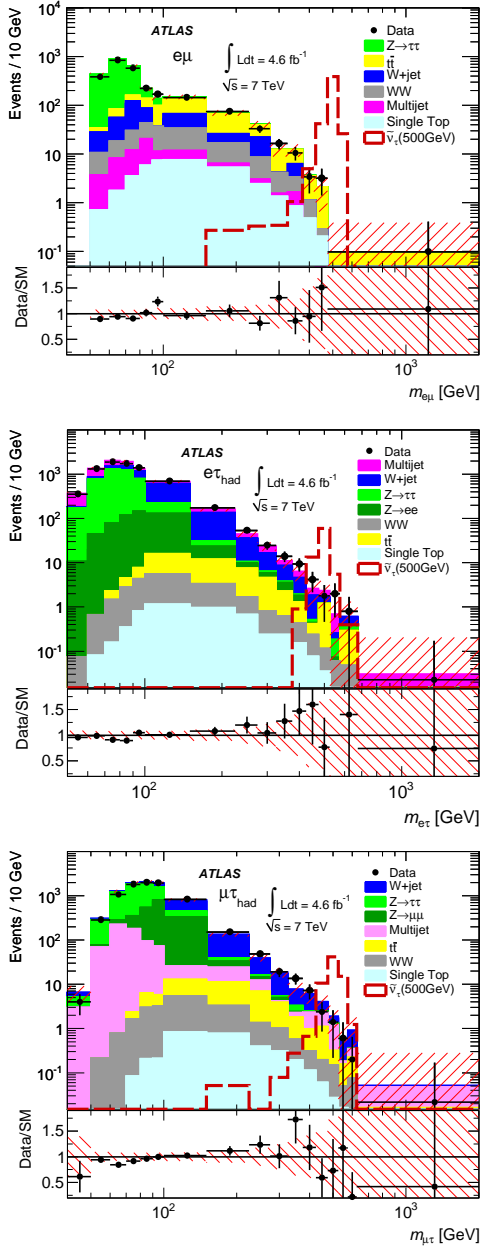 Events / 10 GeV
10⁴
10³
10²
10
1
10⁻¹
ATLAS
eμ
∫ Ldt = 4.6 fb⁻¹
√s = 7 TeV
Data
Z→ττ
tt̄
W+jet
WW
Multijet
Single Top
ν̃τ(500GeV)
Data/SM
1.5
1
0.5
10²
10³
m_eμ [GeV]
Events / 10 GeV
10³
10²
10
1
10⁻¹
ATLAS
eτ_had
∫ Ldt = 4.6 fb⁻¹
√s = 7 TeV
Data
Multijet
W+jet
Z→ττ
Z→ee
WW
tt̄
Single Top
ν̃τ(500GeV)
Data/SM
1.5
1
0.5
10²
10³
m_eτ [GeV]
Events / 10 GeV
10³
10²
10
1
10⁻¹
ATLAS
μτ_had
∫ Ldt = 4.6 fb⁻¹
√s = 7 TeV
Data
W+jet
Z→ττ
Z→μμ
Multijet
tt̄
WW
Single Top
ν̃τ(500GeV)
Data/SM
1.5
1
0.5
10²
10³
m_μτ [GeV]